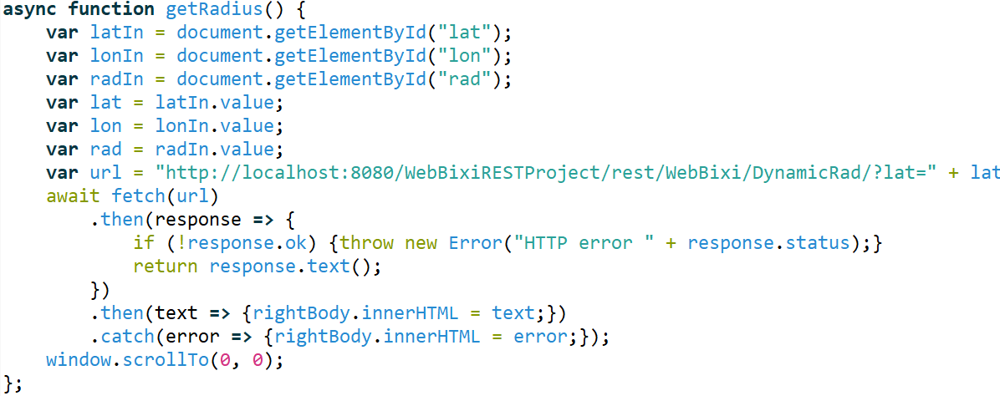 async function getRadius() {
    var latIn = document.getElementById("lat");
    var lonIn = document.getElementById("lon");
    var radIn = document.getElementById("rad");
    var lat = latIn.value;
    var lon = lonIn.value;
    var rad = radIn.value;
    var url = "http://localhost:8080/WebBixiRESTProject/rest/WebBixi/DynamicRad/?lat=" + lat
    await fetch(url)
        .then(response => {
            if (!response.ok) {throw new Error("HTTP error " + response.status);}
            return response.text();
        })
        .then(text => {rightBody.innerHTML = text;})
        .catch(error => {rightBody.innerHTML = error;});
    window.scrollTo(0, 0);
};